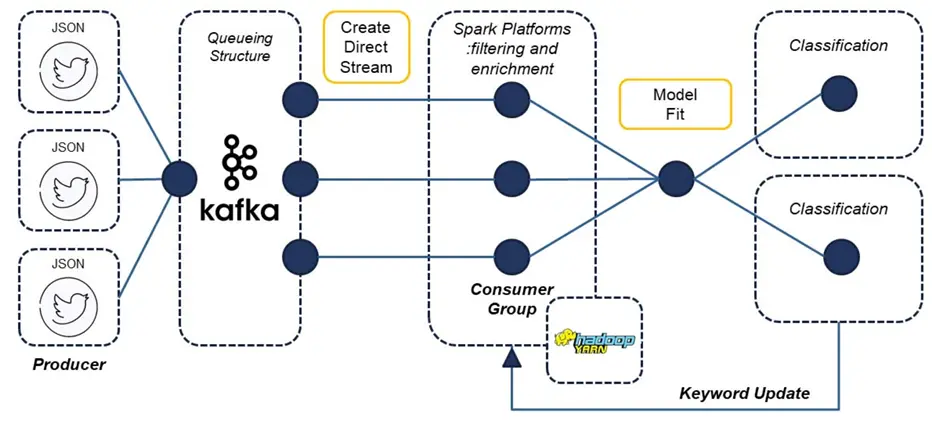 JSON
JSON
JSON
Producer
Queueing
Structure
kafka
Create
Direct
Stream
Spark Platforms
:filtering and
enrichment
Consumer
Group
hadoop
YARN
Model
Fit
Classification
Classification
Keyword Update